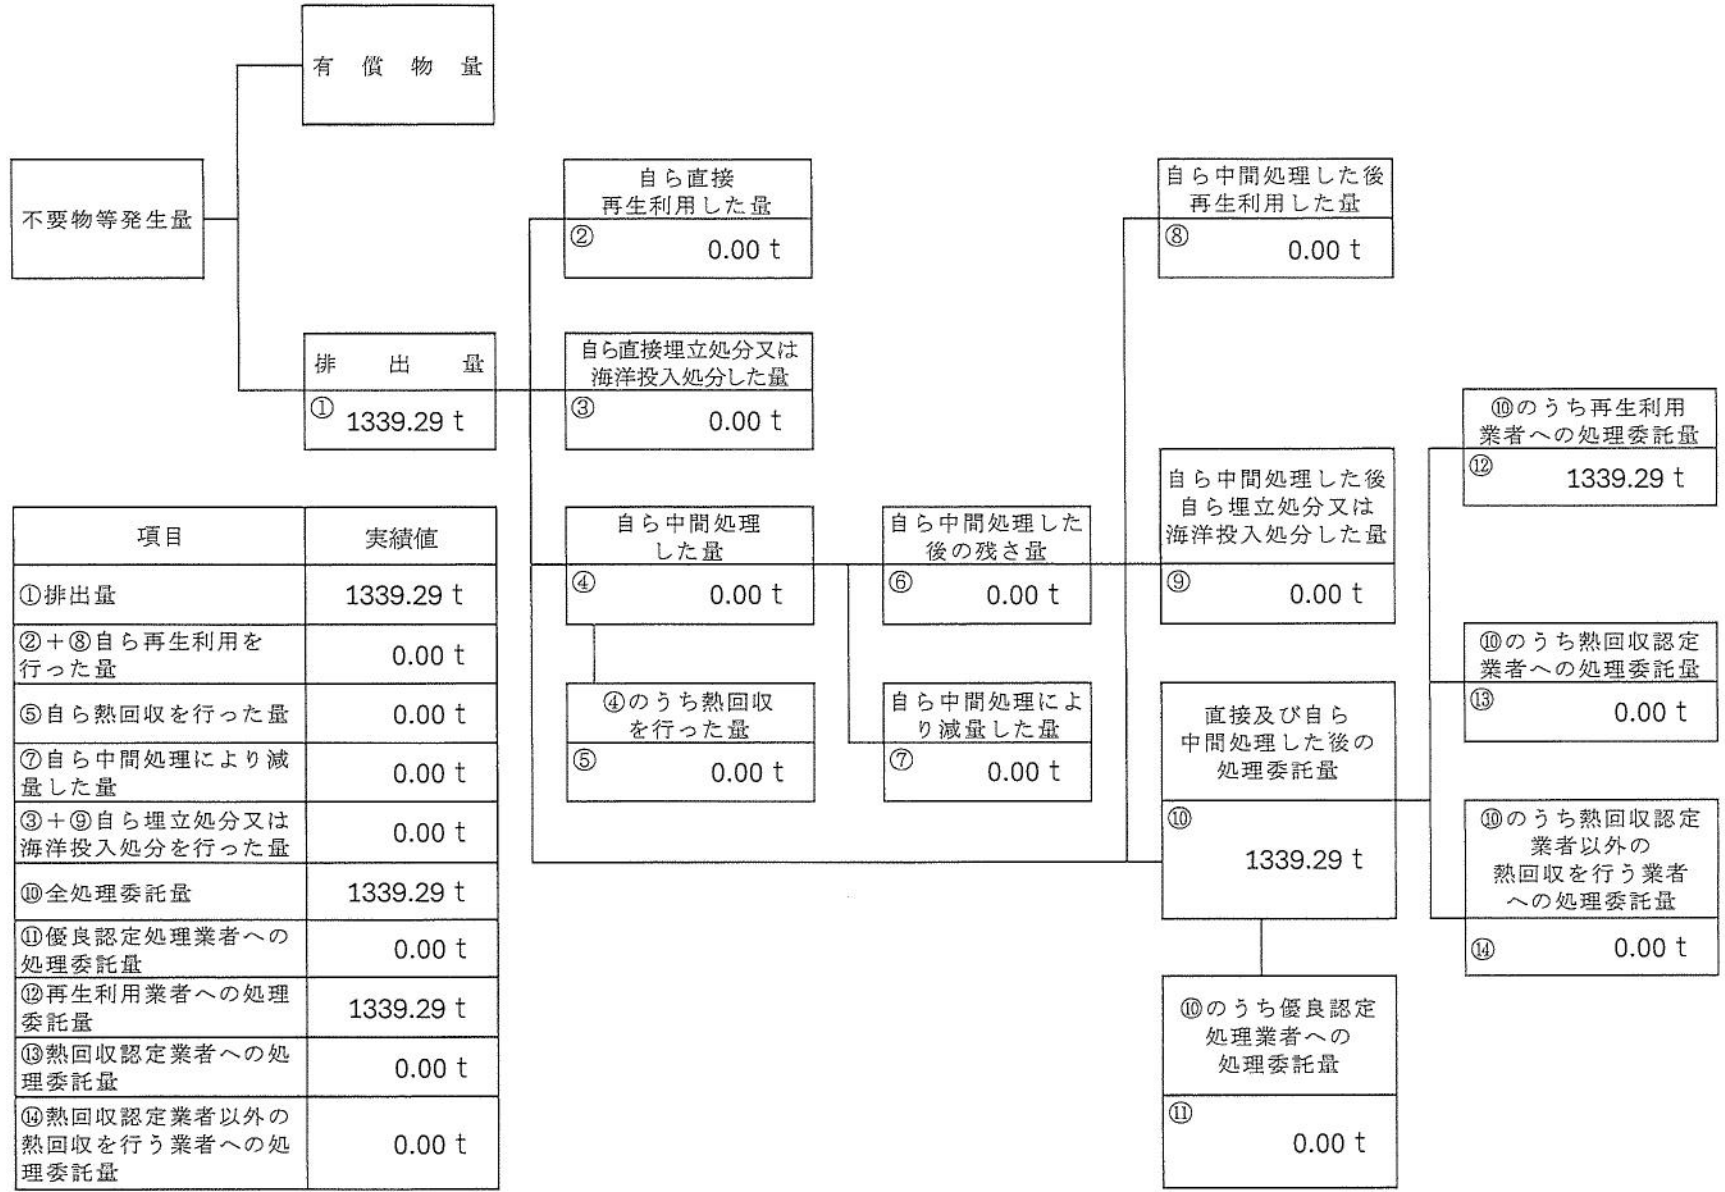 有償物量
不要物等発生量
排出量
① 1339.29 t
自ら直接
再生利用した量
② 0.00 t
自ら直接埋立処分又は
海洋投入処分した量
③ 0.00 t
自ら中間処理
した量
④ 0.00 t
④のうち熱回収
を行った量
⑤ 0.00 t
自ら中間処理した
後の残さ量
⑥ 0.00 t
自ら中間処理によ
り減量した量
⑦ 0.00 t
自ら中間処理した後
再生利用した量
⑧ 0.00 t
自ら中間処理した後
自ら埋立処分又は
海洋投入処分した量
⑨ 0.00 t
直接及び自ら
中間処理した後の
処理委託量
⑩
1339.29 t
⑩のうち優良認定
処理業者への
処理委託量
⑪
0.00 t
⑩のうち再生利用
業者への処理委託量
⑫ 1339.29 t
⑩のうち熱回収認定
業者への処理委託量
⑬ 0.00 t
⑩のうち熱回収認定
業者以外の
熱回収を行う業者
への処理委託量
⑭ 0.00 t
項目 実績値
①排出量 1339.29 t
②+⑧自ら再生利用を
行った量 0.00 t
⑤自ら熱回収を行った量 0.00 t
⑦自ら中間処理により減
量した量 0.00 t
③+⑨自ら埋立処分又は
海洋投入処分を行った量 0.00 t
⑩全処理委託量 1339.29 t
⑪優良認定処理業者への
処理委託量 0.00 t
⑫再生利用業者への処理
委託量 1339.29 t
⑬熱回収認定業者への処
理委託量 0.00 t
⑭熱回収認定業者以外の
熱回収を行う業者への処
理委託量 0.00 t